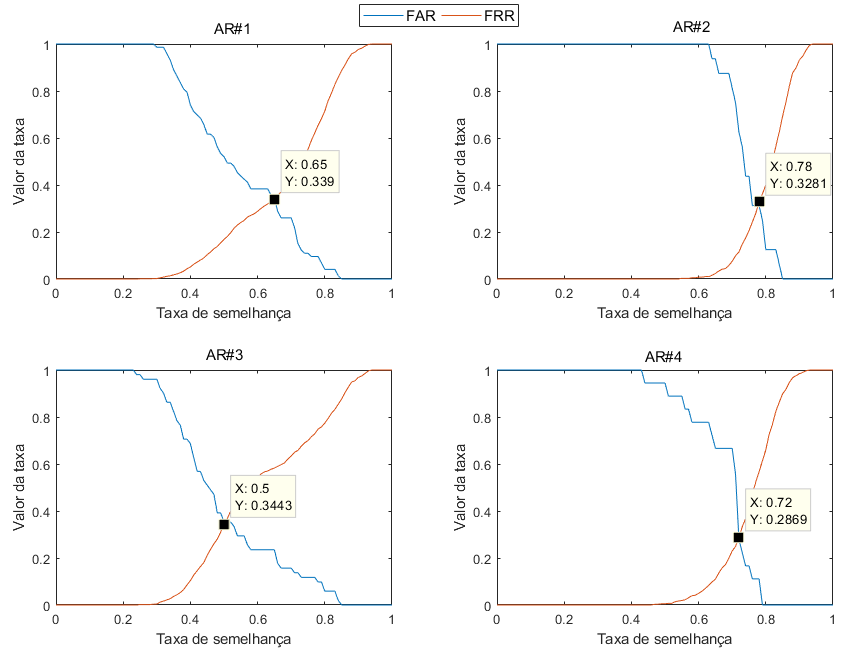 FAR FRR
AR#1
Valor da taxa
1
0.8
0.6
0.4
0.2
0
X: 0.65
Y: 0.339
0 0.2 0.4 0.6 0.8 1
Taxa de semelhança
AR#2
Valor da taxa
1
0.8
0.6
0.4
0.2
0
X: 0.78
Y: 0.3281
0 0.2 0.4 0.6 0.8 1
Taxa de semelhança
AR#3
Valor da taxa
1
0.8
0.6
0.4
0.2
0
X: 0.5
Y: 0.3443
0 0.2 0.4 0.6 0.8 1
Taxa de semelhança
AR#4
Valor da taxa
1
0.8
0.6
0.4
0.2
0
X: 0.72
Y: 0.2869
0 0.2 0.4 0.6 0.8 1
Taxa de semelhança